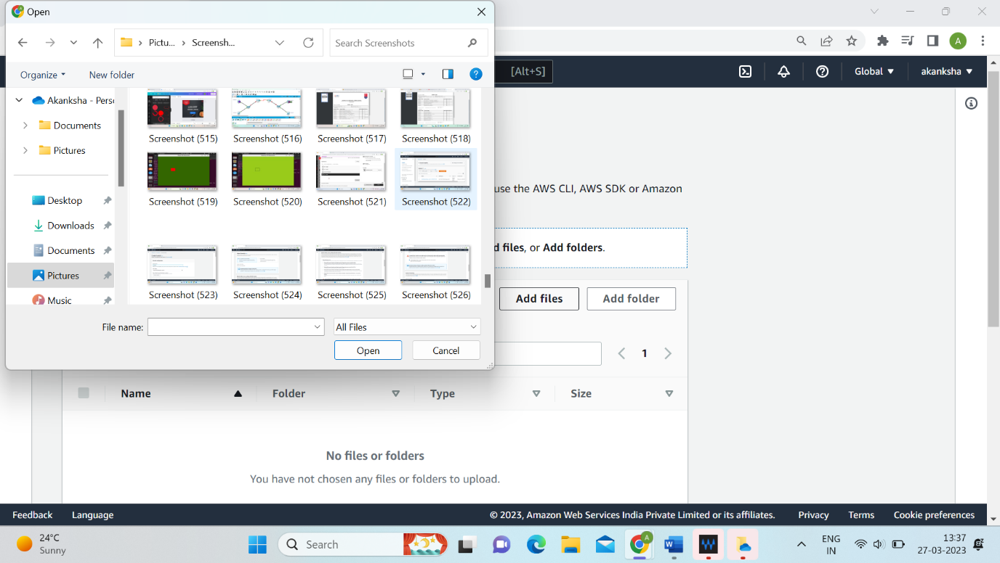 Open
Pictu...
Screensh...
Search Screenshots
Organize
New folder
Akanksha - Perso
Documents
Pictures
Desktop
Downloads
Documents
Pictures
Music
Screenshot (515)
Screenshot (516)
Screenshot (517)
Screenshot (518)
Screenshot (519)
Screenshot (520)
Screenshot (521)
Screenshot (522)
Screenshot (523)
Screenshot (524)
Screenshot (525)
Screenshot (526)
File name:
All Files
Open
Cancel
A
[Alt+S]
Global
akanksha
use the AWS CLI, AWS SDK or Amazon
d files, or Add folders.
Add files
Add folder
1
Name
Folder
Type
Size
No files or folders
You have not chosen any files or folders to upload.
Feedback
Language
© 2023, Amazon Web Services India Private Limited or its affiliates.
Privacy
Terms
Cookie preferences
24°C
Sunny
Search
A
ENG
IN
13:37
27-03-2023